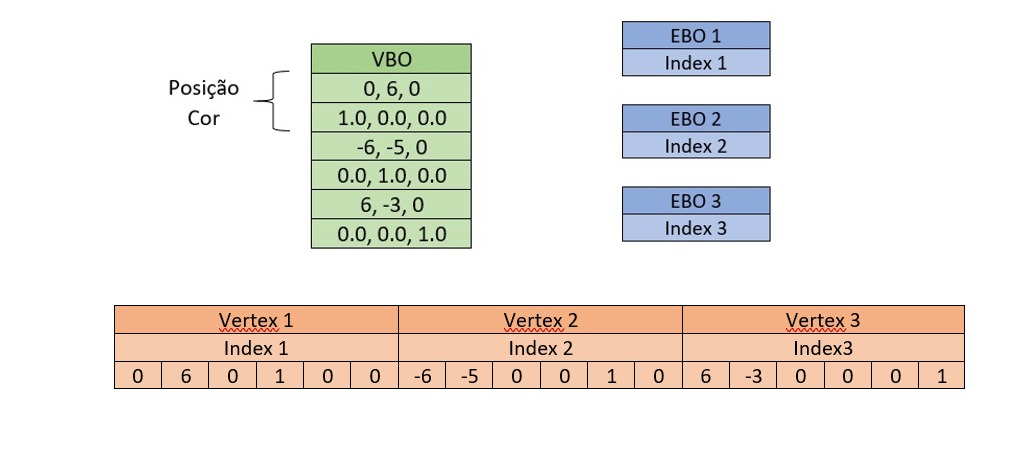 Posição
Cor
VBO
0, 6, 0
1.0, 0.0, 0.0
-6, -5, 0
0.0, 1.0, 0.0
6, -3, 0
0.0, 0.0, 1.0
EBO 1
Index 1
EBO 2
Index 2
EBO 3
Index 3
Vertex 1 Vertex 2 Vertex 3
Index 1 Index 2 Index3
0 6 0 1 0 0 -6 -5 0 0 1 0 6 -3 0 0 0 1